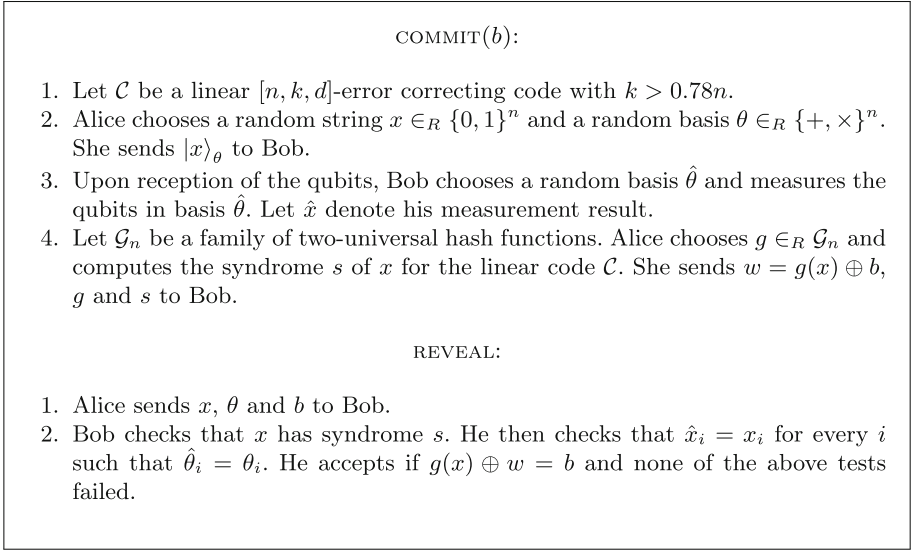 COMMIT(b):
1. Let 𝒞 be a linear [n, k, d]-error correcting code with k > 0.78n.
2. Alice chooses a random string x ∈_R {0, 1}^n and a random basis θ ∈_R {+, ×}^n.
She sends |x⟩_θ to Bob.
3. Upon reception of the qubits, Bob chooses a random basis θ̂ and measures the
qubits in basis θ̂. Let x̂ denote his measurement result.
4. Let 𝒢_n be a family of two-universal hash functions. Alice chooses g ∈_R 𝒢_n and
computes the syndrome s of x for the linear code 𝒞. She sends w = g(x) ⊕ b,
g and s to Bob.
REVEAL:
1. Alice sends x, θ and b to Bob.
2. Bob checks that x has syndrome s. He then checks that x̂_i = x_i for every i
such that θ̂_i = θ_i. He accepts if g(x) ⊕ w = b and none of the above tests
failed.